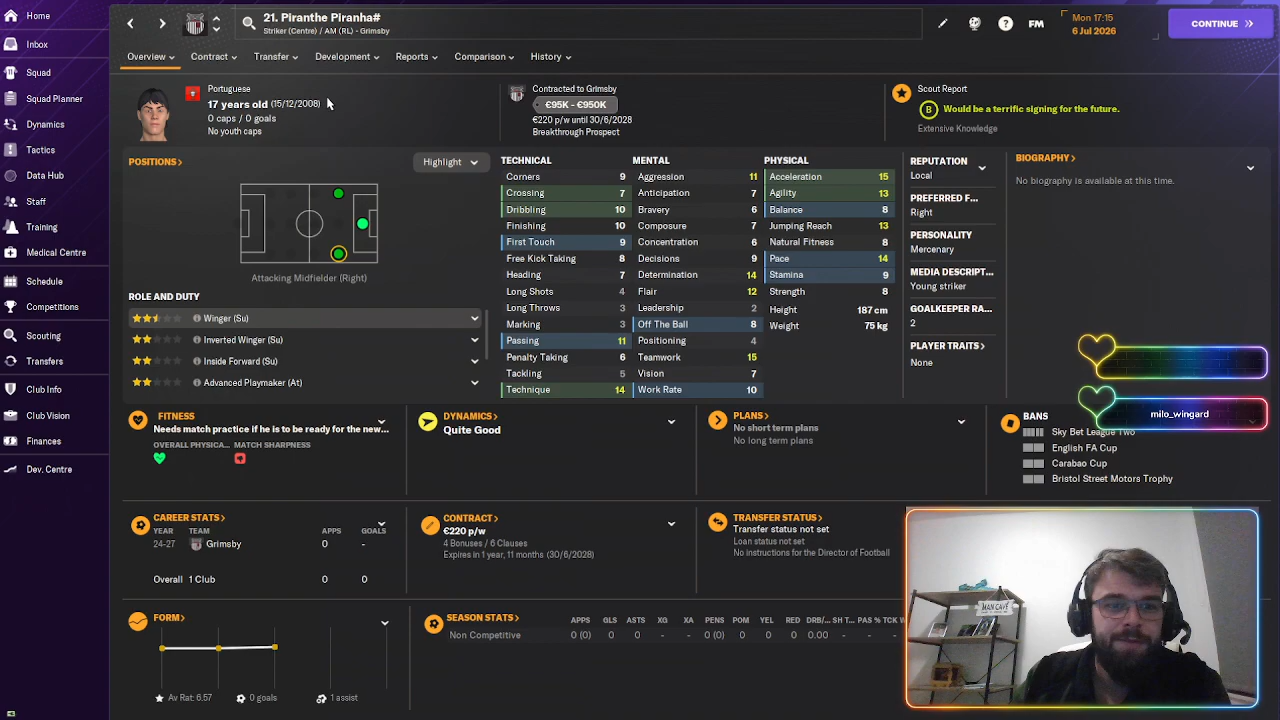 Home
Inbox
Squad
Squad Planner
Dynamics
Tactics
Data Hub
Staff
Training
Medical Centre
Schedule
Competitions
Scouting
Transfers
Club Info
Club Vision
Finances
Dev. Centre
21. Piranthe Piranha#
Striker (Centre) / AM (RL) - Grimsby
FM
Mon 17:15
6 Jul 2026
CONTINUE
Overview
Contract
Transfer
Development
Reports
Comparison
History
Portuguese
17 years old (15/12/2008)
0 caps / 0 goals
No youth caps
Contracted to Grimsby
€95K - €950K
€220 p/w until 30/6/2028
Breakthrough Prospect
Scout Report
B Would be a terrific signing for the future.
Extensive Knowledge
POSITIONS
Highlight
Attacking Midfielder (Right)
ROLE AND DUTY
Winger (Su)
Inverted Winger (Su)
Inside Forward (Su)
Advanced Playmaker (At)
TECHNICAL
Corners 9
Crossing 7
Dribbling 10
Finishing 10
First Touch 9
Free Kick Taking 8
Heading 7
Long Shots 4
Long Throws 3
Marking 3
Passing 11
Penalty Taking 6
Tackling 5
Technique 14
MENTAL
Aggression 11
Anticipation 7
Bravery 6
Composure 7
Concentration 6
Decisions 9
Determination 14
Flair 12
Leadership 2
Off The Ball 8
Positioning 4
Teamwork 15
Vision 7
Work Rate 10
PHYSICAL
Acceleration 15
Agility 13
Balance 8
Jumping Reach 13
Natural Fitness 8
Pace 14
Stamina 9
Strength 8
Height 187 cm
Weight 75 kg
REPUTATION
Local
PREFERRED F...
Right
PERSONALITY
Mercenary
MEDIA DESCRIPT...
Young striker
GOALKEEPER RA...
2
PLAYER TRAITS
None
BIOGRAPHY
No biography is available at this time.
milo_wingard
FITNESS
Needs match practice if he is to be ready for the new...
OVERALL PHYSICA... MATCH SHARPNESS
DYNAMICS
Quite Good
PLANS
No short term plans
No long term plans
BANS
Sky Bet League Two
English FA Cup
Carabao Cup
Bristol Street Motors Trophy
CAREER STATS
YEAR TEAM APPS GOALS
24-27 Grimsby 0 -
Overall 1 Club 0 0
CONTRACT
€220 p/w
4 Bonuses / 6 Clauses
Expires in 1 year, 11 months (30/6/2028)
TRANSFER STATUS
Transfer status not set
Loan status not set
No instructions for the Director of Football
FORM
Av Rat: 6.57 0 goals 1 assist
SEASON STATS
APPS GLS ASTS XG XA PENS POM YEL RED DRB/... SH T... PAS % TCK W
Non Competitive 0 (0) 0 0 - - 0 (0) 0 0 0 0.00 - - -
MAN CAVE